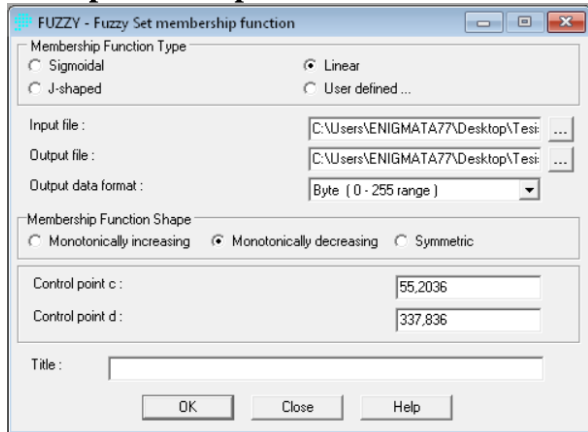 FUZZY - Fuzzy Set membership function
Membership Function Type
Sigmoidal
Linear
J-shaped
User defined ...
Input file :
C:\Users\ENIGMATA77\Desktop\Tesi
...
Output file :
C:\Users\ENIGMATA77\Desktop\Tesi
...
Output data format :
Byte ( 0 - 255 range )
Membership Function Shape
Monotonically increasing
Monotonically decreasing
Symmetric
Control point c :
55,2036
Control point d :
337,836
Title :
OK
Close
Help